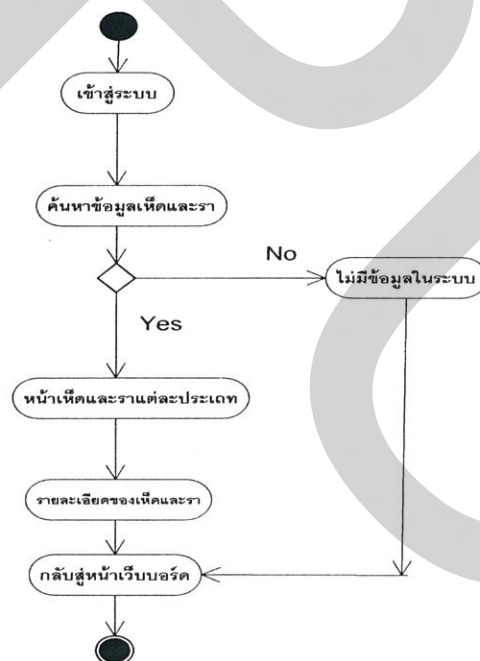 เข้าสู่ระบบ
ค้นหาข้อมูลเห็ดและรา
No
ไม่มีข้อมูลในระบบ
Yes
หน้าเห็ดและราแต่ละประเภท
รายละเอียดของเห็ดและรา
กลับสู่หน้าเว็บบอร์ด